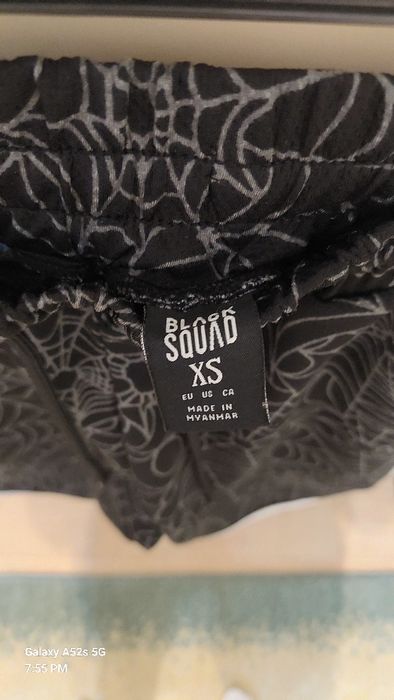 BLACK
SQUAD
XS
EU US CA
MADE IN
MYANMAR
Galaxy A52s 5G
7:55 PM